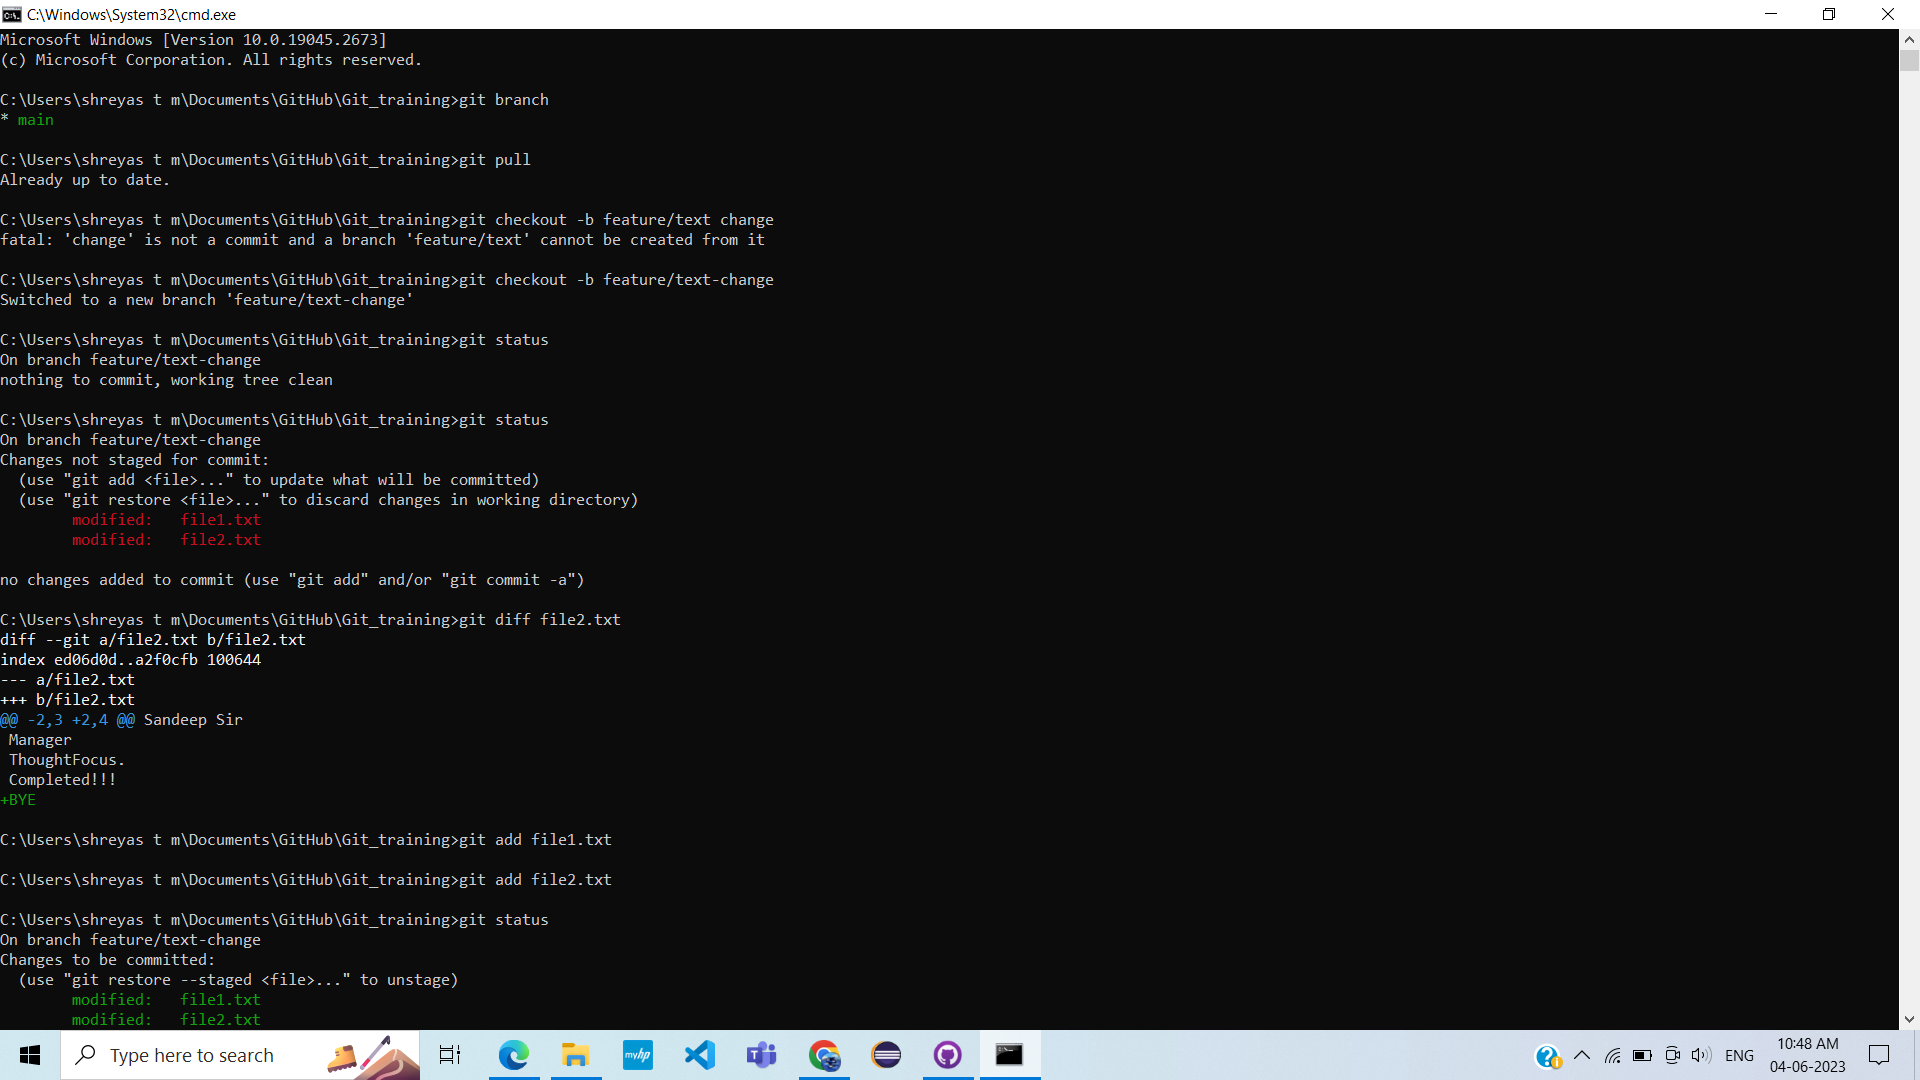 C:\Windows\System32\cmd.exe
Microsoft Windows [Version 10.0.19045.2673]
(c) Microsoft Corporation. All rights reserved.
C:\Users\shreyas t m\Documents\GitHub\Git_training>git branch
* main
C:\Users\shreyas t m\Documents\GitHub\Git_training>git pull
Already up to date.
C:\Users\shreyas t m\Documents\GitHub\Git_training>git checkout -b feature/text change
fatal: 'change' is not a commit and a branch 'feature/text' cannot be created from it
C:\Users\shreyas t m\Documents\GitHub\Git_training>git checkout -b feature/text-change
Switched to a new branch 'feature/text-change'
C:\Users\shreyas t m\Documents\GitHub\Git_training>git status
On branch feature/text-change
nothing to commit, working tree clean
C:\Users\shreyas t m\Documents\GitHub\Git_training>git status
On branch feature/text-change
Changes not staged for commit:
  (use "git add <file>..." to update what will be committed)
  (use "git restore <file>..." to discard changes in working directory)
        modified:   file1.txt
        modified:   file2.txt
no changes added to commit (use "git add" and/or "git commit -a")
C:\Users\shreyas t m\Documents\GitHub\Git_training>git diff file2.txt
diff --git a/file2.txt b/file2.txt
index ed06d0d..a2f0cfb 100644
--- a/file2.txt
+++ b/file2.txt
@@ -2,3 +2,4 @@ Sandeep Sir
 Manager
 ThoughtFocus.
 Completed!!!
+BYE
C:\Users\shreyas t m\Documents\GitHub\Git_training>git add file1.txt
C:\Users\shreyas t m\Documents\GitHub\Git_training>git add file2.txt
C:\Users\shreyas t m\Documents\GitHub\Git_training>git status
On branch feature/text-change
Changes to be committed:
  (use "git restore --staged <file>..." to unstage)
        modified:   file1.txt
        modified:   file2.txt
Type here to search
myhp
ENG
10:48 AM
04-06-2023